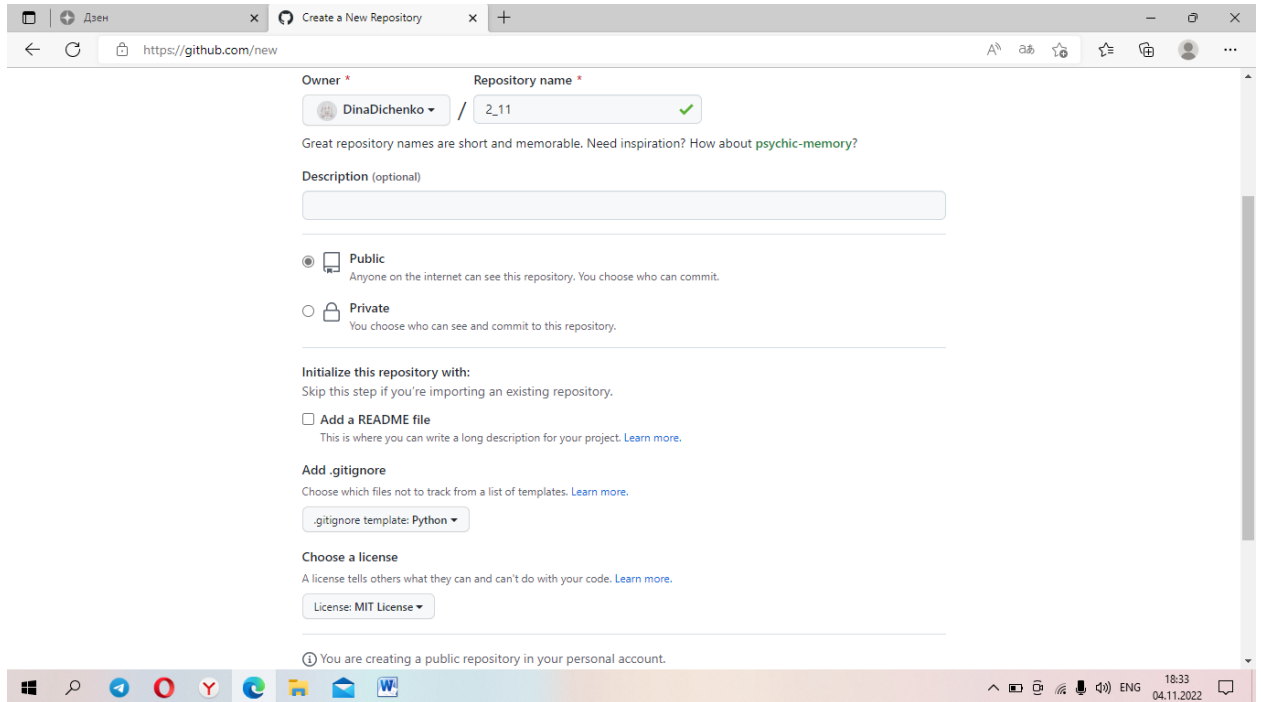 Дзен
Create a New Repository
https://github.com/new
Owner *
Repository name *
DinaDichenko
/
2_11
Great repository names are short and memorable. Need inspiration? How about psychic-memory?
Description (optional)
Public
Anyone on the internet can see this repository. You choose who can commit.
Private
You choose who can see and commit to this repository.
Initialize this repository with:
Skip this step if you're importing an existing repository.
Add a README file
This is where you can write a long description for your project. Learn more.
Add .gitignore
Choose which files not to track from a list of templates. Learn more.
.gitignore template: Python
Choose a license
A license tells others what they can and can't do with your code. Learn more.
License: MIT License
You are creating a public repository in your personal account.
ENG
18:33
04.11.2022